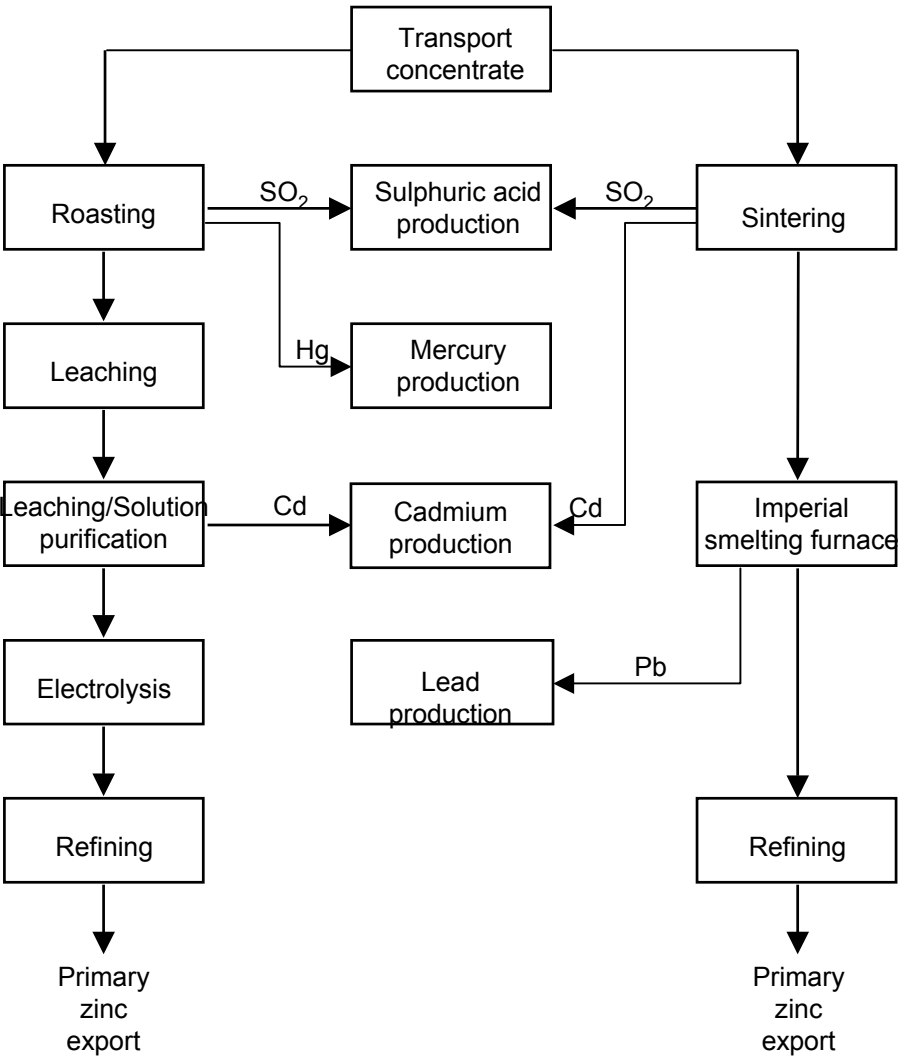 Transport
concentrate
Roasting
SO₂
Sulphuric acid
production
SO₂
Sintering
Leaching
Hg
Mercury
production
Leaching/Solution
purification
Cd
Cadmium
production
Cd
Imperial
smelting furnace
Electrolysis
Lead
production
Pb
Refining
Refining
Primary
zinc
export
Primary
zinc
export